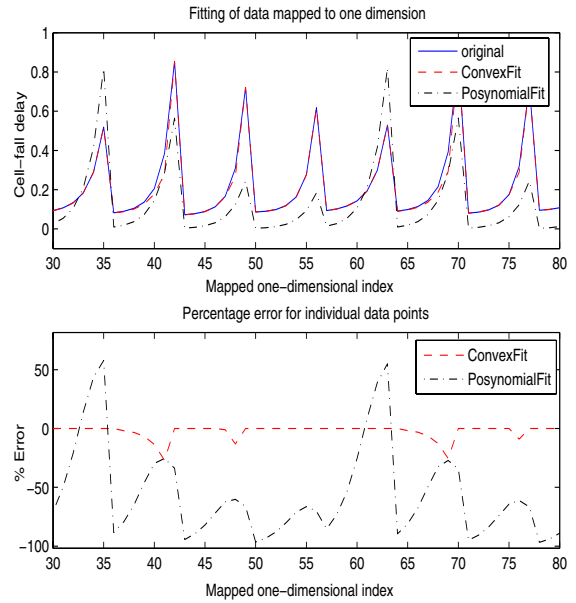 Fitting of data mapped to one dimension
original
ConvexFit
PosynomialFit
Cell-fall delay
1
0.8
0.6
0.4
0.2
0
30 35 40 45 50 55 60 65 70 75 80
Mapped one-dimensional index
Percentage error for individual data points
ConvexFit
PosynomialFit
% Error
50
0
-50
-100
30 35 40 45 50 55 60 65 70 75 80
Mapped one-dimensional index